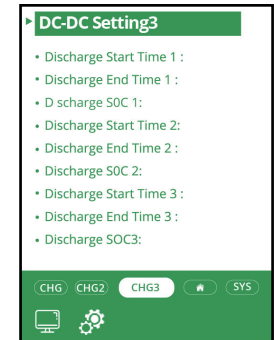 DC-DC Setting3
• Discharge Start Time 1 :
• Discharge End Time 1 :
• D scharge S0C 1:
• Discharge Start Time 2:
• Discharge End Time 2 :
• Discharge S0C 2:
• Discharge Start Time 3 :
• Discharge End Time 3 :
• Discharge SOC3:
CHG CHG2 CHG3 SYS